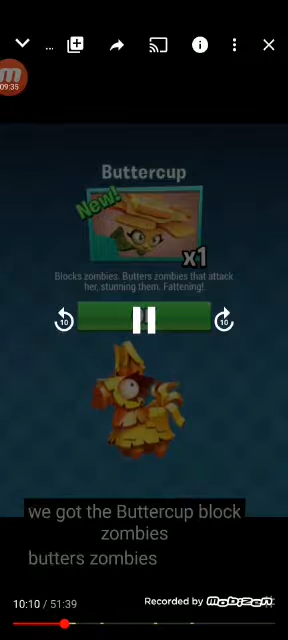 ...
m
09:35
Buttercup
New!
x1
Blocks zombies. Butters zombies that attack
her, stunning them. Fattening!
10
10
we got the Buttercup block
zombies
butters zombies
10:10 / 51:39
Recorded by MOBIZEN